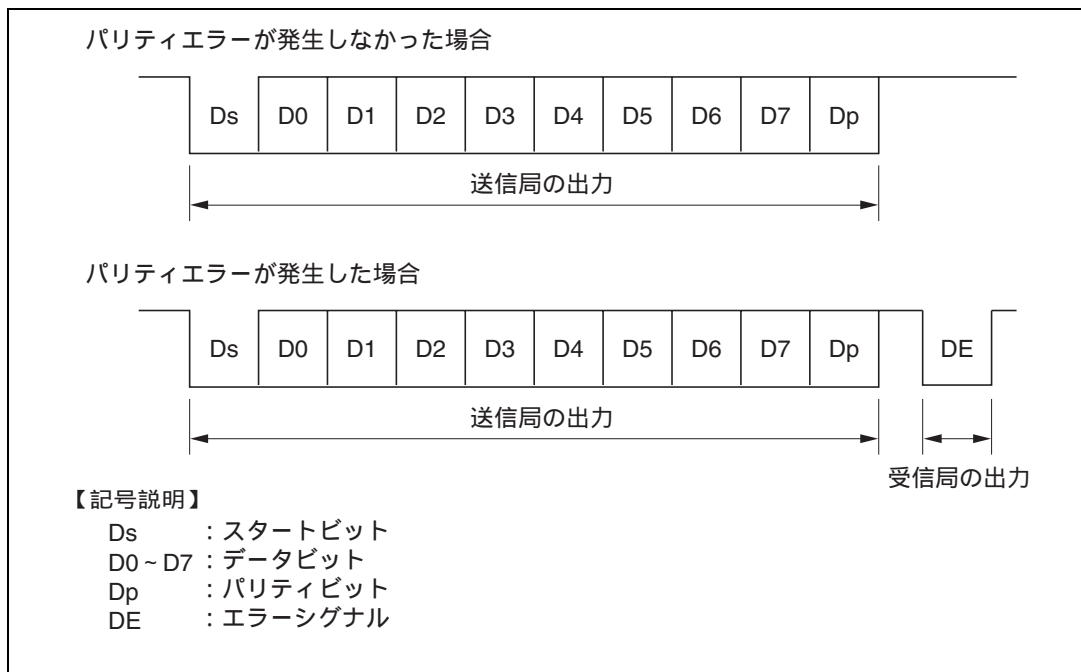 パリティエラーが発生しなかった場合
Ds D0 D1 D2 D3 D4 D5 D6 D7 Dp
送信局の出力
パリティエラーが発生した場合
Ds D0 D1 D2 D3 D4 D5 D6 D7 Dp DE
送信局の出力
受信局の出力
【記号説明】
Ds :スタートビット
D0~D7 :データビット
Dp :パリティビット
DE :エラーシグナル